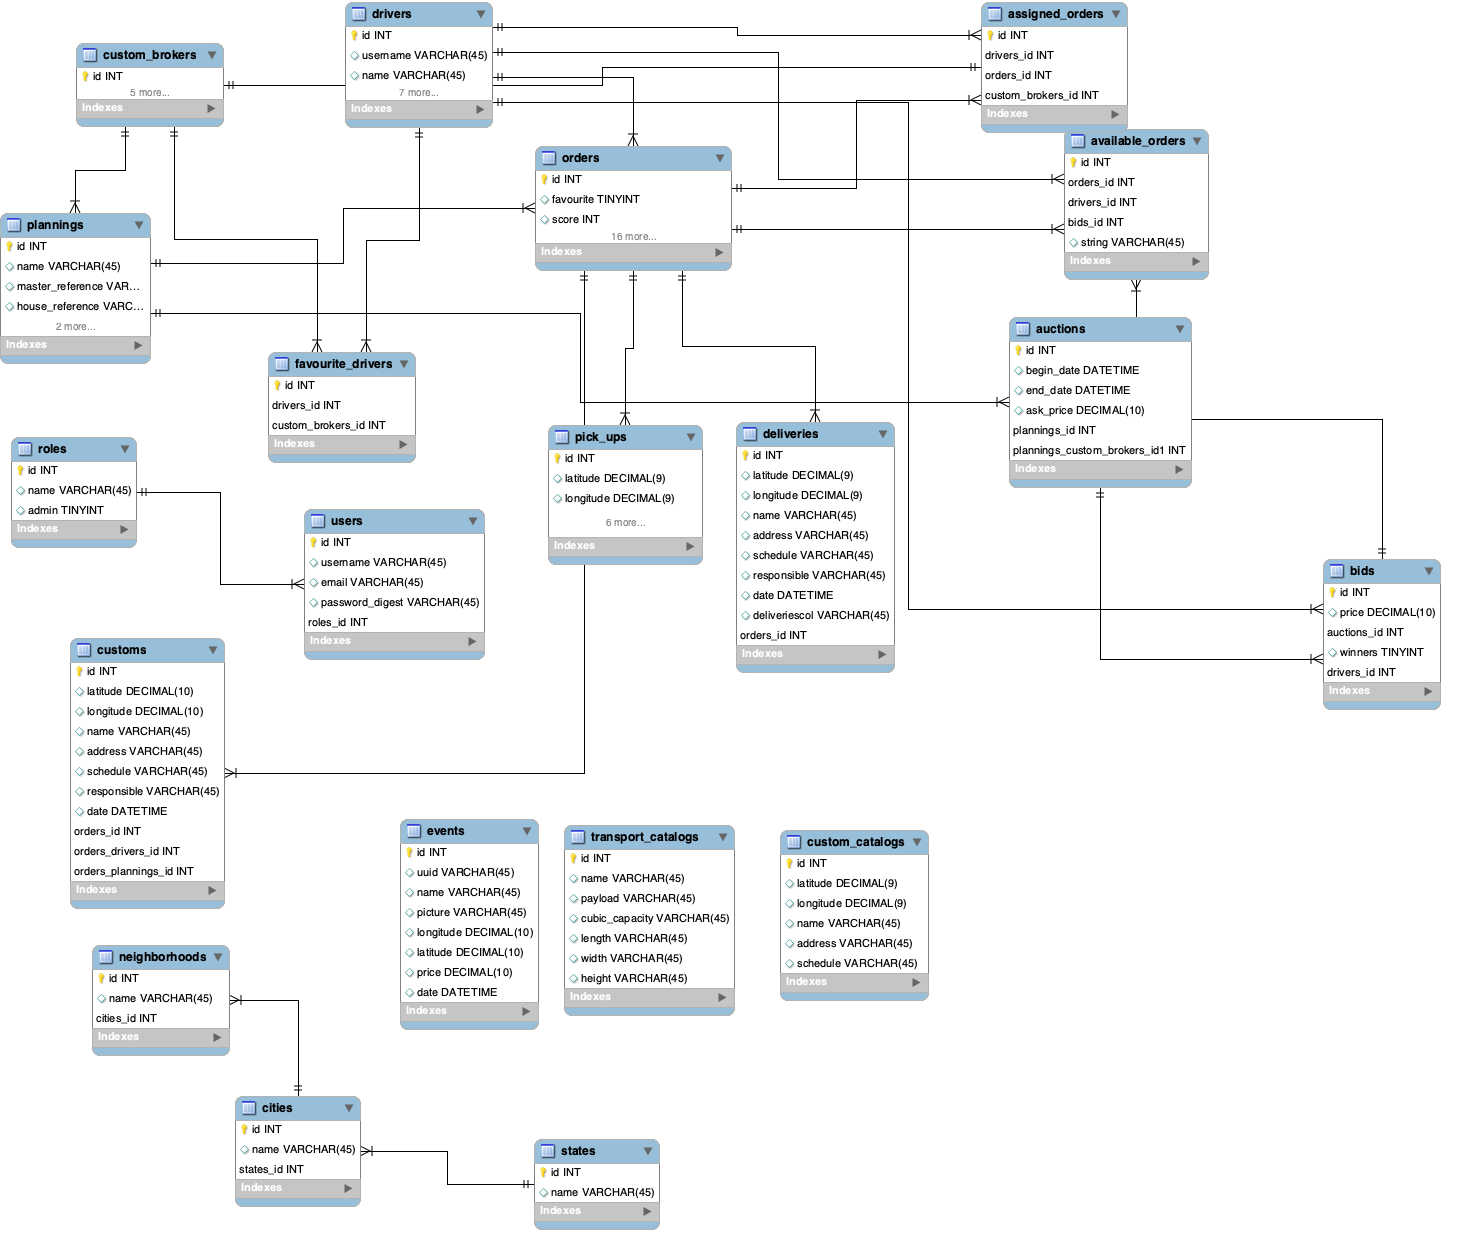 drivers
id INT
username VARCHAR(45)
name VARCHAR(45)
7 more...
Indexes
assigned_orders
id INT
drivers_id INT
orders_id INT
custom_brokers_id INT
Indexes
custom_brokers
id INT
5 more...
Indexes
available_orders
id INT
orders_id INT
drivers_id INT
bids_id INT
string VARCHAR(45)
Indexes
orders
id INT
favourite TINYINT
score INT
16 more...
Indexes
plannings
id INT
name VARCHAR(45)
master_reference VAR...
house_reference VARC...
2 more...
Indexes
auctions
id INT
begin_date DATETIME
end_date DATETIME
ask_price DECIMAL(10)
plannings_id INT
plannings_custom_brokers_id1 INT
Indexes
favourite_drivers
id INT
drivers_id INT
custom_brokers_id INT
Indexes
pick_ups
id INT
latitude DECIMAL(9)
longitude DECIMAL(9)
6 more...
Indexes
deliveries
id INT
latitude DECIMAL(9)
longitude DECIMAL(9)
name VARCHAR(45)
address VARCHAR(45)
schedule VARCHAR(45)
responsible VARCHAR(45)
date DATETIME
deliveriescol VARCHAR(45)
orders_id INT
Indexes
roles
id INT
name VARCHAR(45)
admin TINYINT
Indexes
users
id INT
username VARCHAR(45)
email VARCHAR(45)
password_digest VARCHAR(45)
roles_id INT
Indexes
bids
id INT
price DECIMAL(10)
auctions_id INT
winners TINYINT
drivers_id INT
Indexes
customs
id INT
latitude DECIMAL(10)
longitude DECIMAL(10)
name VARCHAR(45)
address VARCHAR(45)
schedule VARCHAR(45)
responsible VARCHAR(45)
date DATETIME
orders_id INT
orders_drivers_id INT
orders_plannings_id INT
Indexes
events
id INT
uuid VARCHAR(45)
name VARCHAR(45)
picture VARCHAR(45)
longitude DECIMAL(10)
latitude DECIMAL(10)
price DECIMAL(10)
date DATETIME
Indexes
transport_catalogs
id INT
name VARCHAR(45)
payload VARCHAR(45)
cubic_capacity VARCHAR(45)
length VARCHAR(45)
width VARCHAR(45)
height VARCHAR(45)
Indexes
custom_catalogs
id INT
latitude DECIMAL(9)
longitude DECIMAL(9)
name VARCHAR(45)
address VARCHAR(45)
schedule VARCHAR(45)
Indexes
neighborhoods
id INT
name VARCHAR(45)
cities_id INT
Indexes
cities
id INT
name VARCHAR(45)
states_id INT
Indexes
states
id INT
name VARCHAR(45)
Indexes